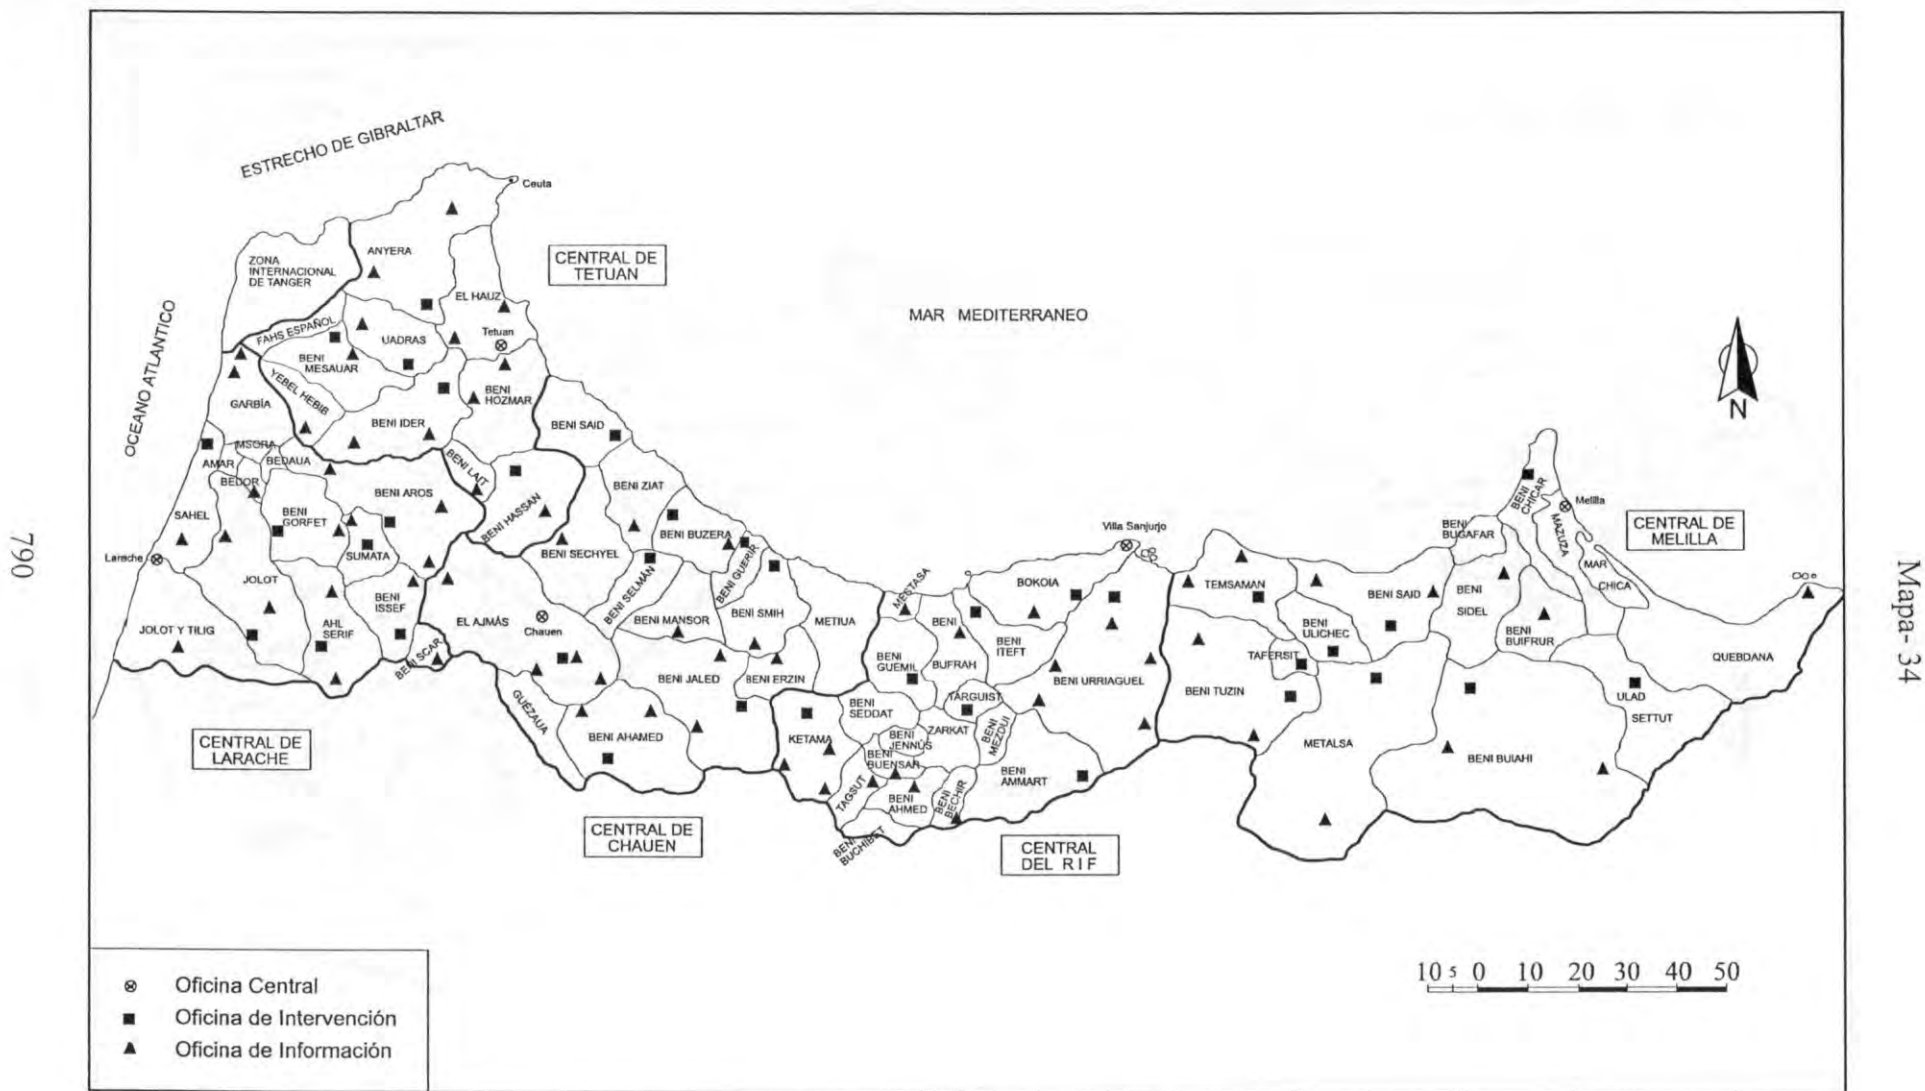 790
Mapa-34
ESTRECHO DE GIBRALTAR
Ceuta
ZONA
INTERNACIONAL
DE TANGER
ANYERA
CENTRAL DE
TETUAN
EL HAUZ
OCEANO ATLANTICO
MAR MEDITERRANEO
FAHS ESPAÑOL
UADRAS
Tetuan
BENI
MESAUAR
YEBEL HEBIB
BENI
HOZMAR
GARBÍA
BENI IDER
BENI SAID
MSORA
AMAR
BEDAUA
BENI LAIT
BEDOR
BENI AROS
BENI ZIAT
BENI
GORFET
BENI HASSAN
SAHEL
SUMATA
BENI SECHYEL
BENI BUZERA
BENI GUERIR
Larache
JOLOT
BENI SELMÁN
BENI
ISSEF
EL AJMÁS
Chauen
BENI MANSOR
BENI SMIH
METIUA
JOLOT Y TILIG
AHL
SERIF
BENI SCAR
BENI JALED
BENI ERZIN
GUÉZAUA
BENI AHAMED
KETAMA
CENTRAL DE
LARACHE
CENTRAL DE
CHAUEN
MESTASA
Villa Sanjurjo
BOKOIA
BENI
BUFRAH
BENI
ITEFT
BENI
GUEMIL
BENI URRIAGUEL
TARGUIST
BENI
SEDDAT
ZARKAT
BENI
MEZDUI
BENI
JENNÚS
BENI
BUENSAR
TAGSUT
BENI
AHMED
BENI
BECHIR
BENI
AMMART
BENI
BUCHIBET
CENTRAL
DEL RIF
TEMSAMAN
BENI SAID
BENI
ULICHEC
TAFERSIT
BENI TUZIN
METALSA
BENI
BUGAFAR
BENI
CHICAR
Melilla
MAZUZA
CENTRAL DE
MELILLA
MAR
CHICA
BENI
SIDEL
BENI
BUIFRUR
QUEBDANA
ULAD
SETTUT
BENI BUIAHI
N
10 5 0 10 20 30 40 50
Oficina Central
Oficina de Intervención
Oficina de Información